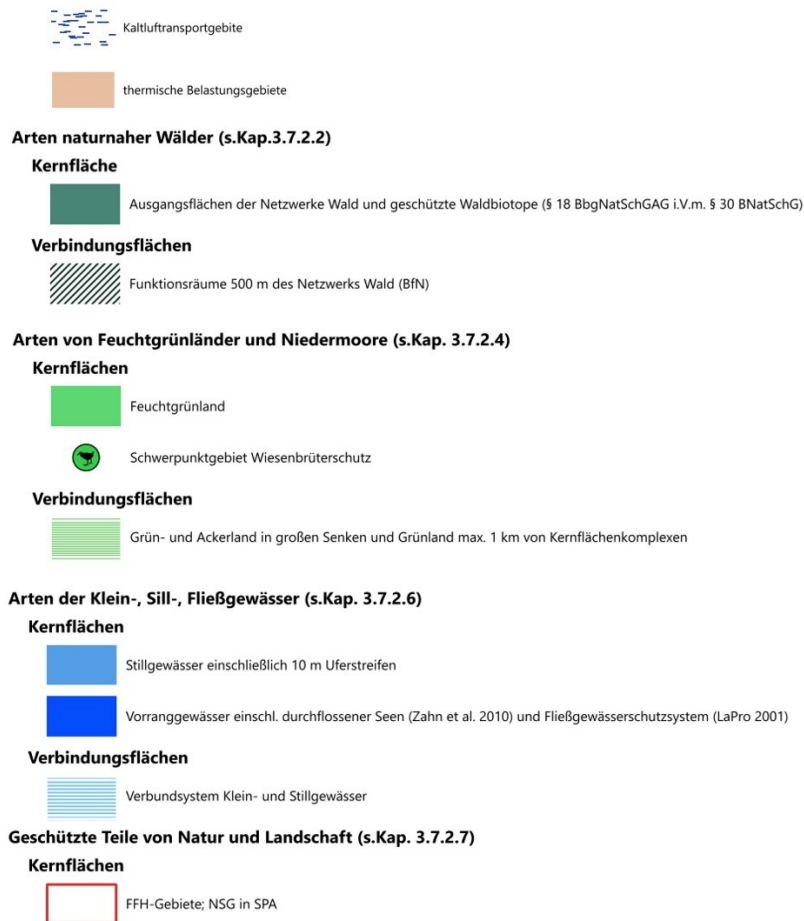 Kaltluftransportgebite
thermische Belastungsgebiete
Arten naturnaher Wälder (s.Kap.3.7.2.2)
Kernfläche
Ausgangsflächen der Netzwerke Wald und geschützte Waldbiotope (§ 18 BbgNatSchGAG i.V.m. § 30 BNatSchG)
Verbindungsflächen
Funktionsräume 500 m des Netzwerks Wald (BfN)
Arten von Feuchtgrünländer und Niedermoore (s.Kap. 3.7.2.4)
Kernflächen
Feuchtgrünland
Schwerpunktgebiet Wiesenbrüterschutz
Verbindungsflächen
Grün- und Ackerland in großen Senken und Grünland max. 1 km von Kernflächenkomplexen
Arten der Klein-, Sill-, Fließgewässer (s.Kap. 3.7.2.6)
Kernflächen
Stillgewässer einschließlich 10 m Uferstreifen
Vorranggewässer einschl. durchflossener Seen (Zahn et al. 2010) und Fließgewässerschutzsystem (LaPro 2001)
Verbindungsflächen
Verbundsystem Klein- und Stillgewässer
Geschützte Teile von Natur und Landschaft (s.Kap. 3.7.2.7)
Kernflächen
FFH-Gebiete; NSG in SPA